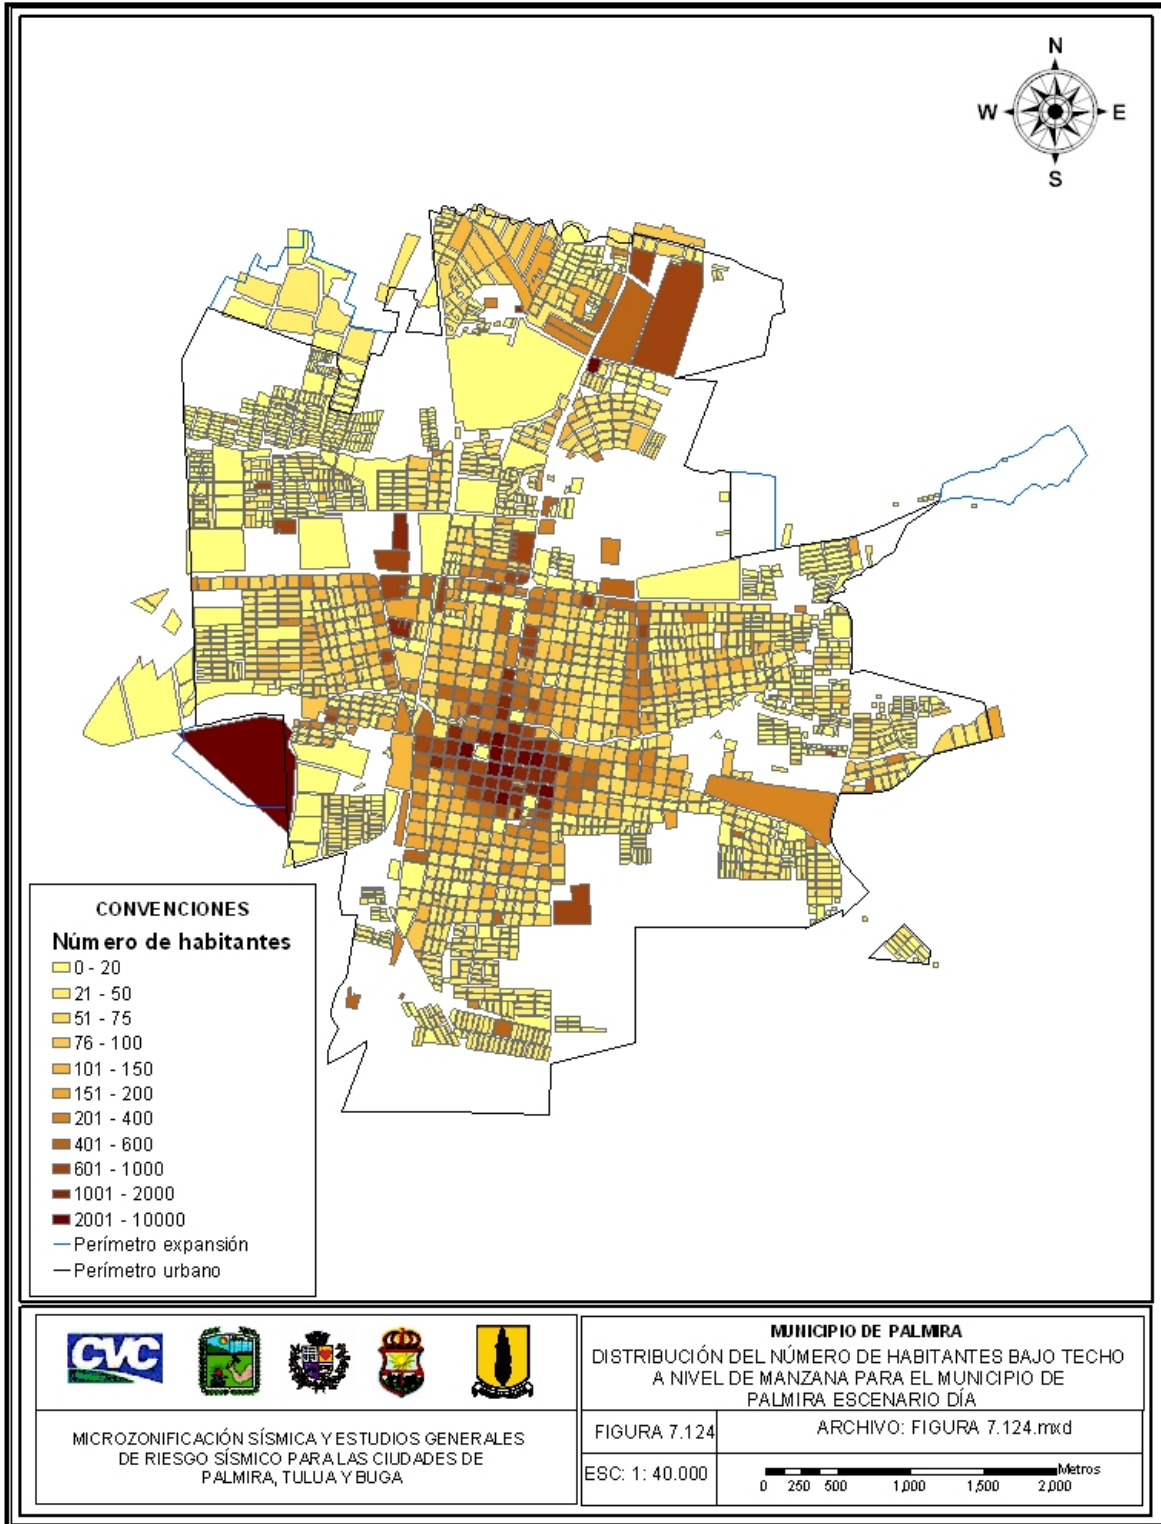 N
W
E
S
CONVENCIONES
Número de habitantes
0 - 20
21 - 50
51 - 75
76 - 100
101 - 150
151 - 200
201 - 400
401 - 600
601 - 1000
1001 - 2000
2001 - 10000
Perímetro expansión
Perímetro urbano
CVC
MICROZONIFICACIÓN SÍSMICA Y ESTUDIOS GENERALES
DE RIESGO SÍSMICO PARA LAS CIUDADES DE
PALMIRA, TULUA Y BUGA
MUNICIPIO DE PALMIRA
DISTRIBUCIÓN DEL NÚMERO DE HABITANTES BAJO TECHO
A NIVEL DE MANZANA PARA EL MUNICIPIO DE
PALMIRA ESCENARIO DÍA
FIGURA 7.124
ARCHIVO: FIGURA 7.124.mxd
ESC: 1: 40.000
Metros
0 250 500 1,000 1,500 2,000